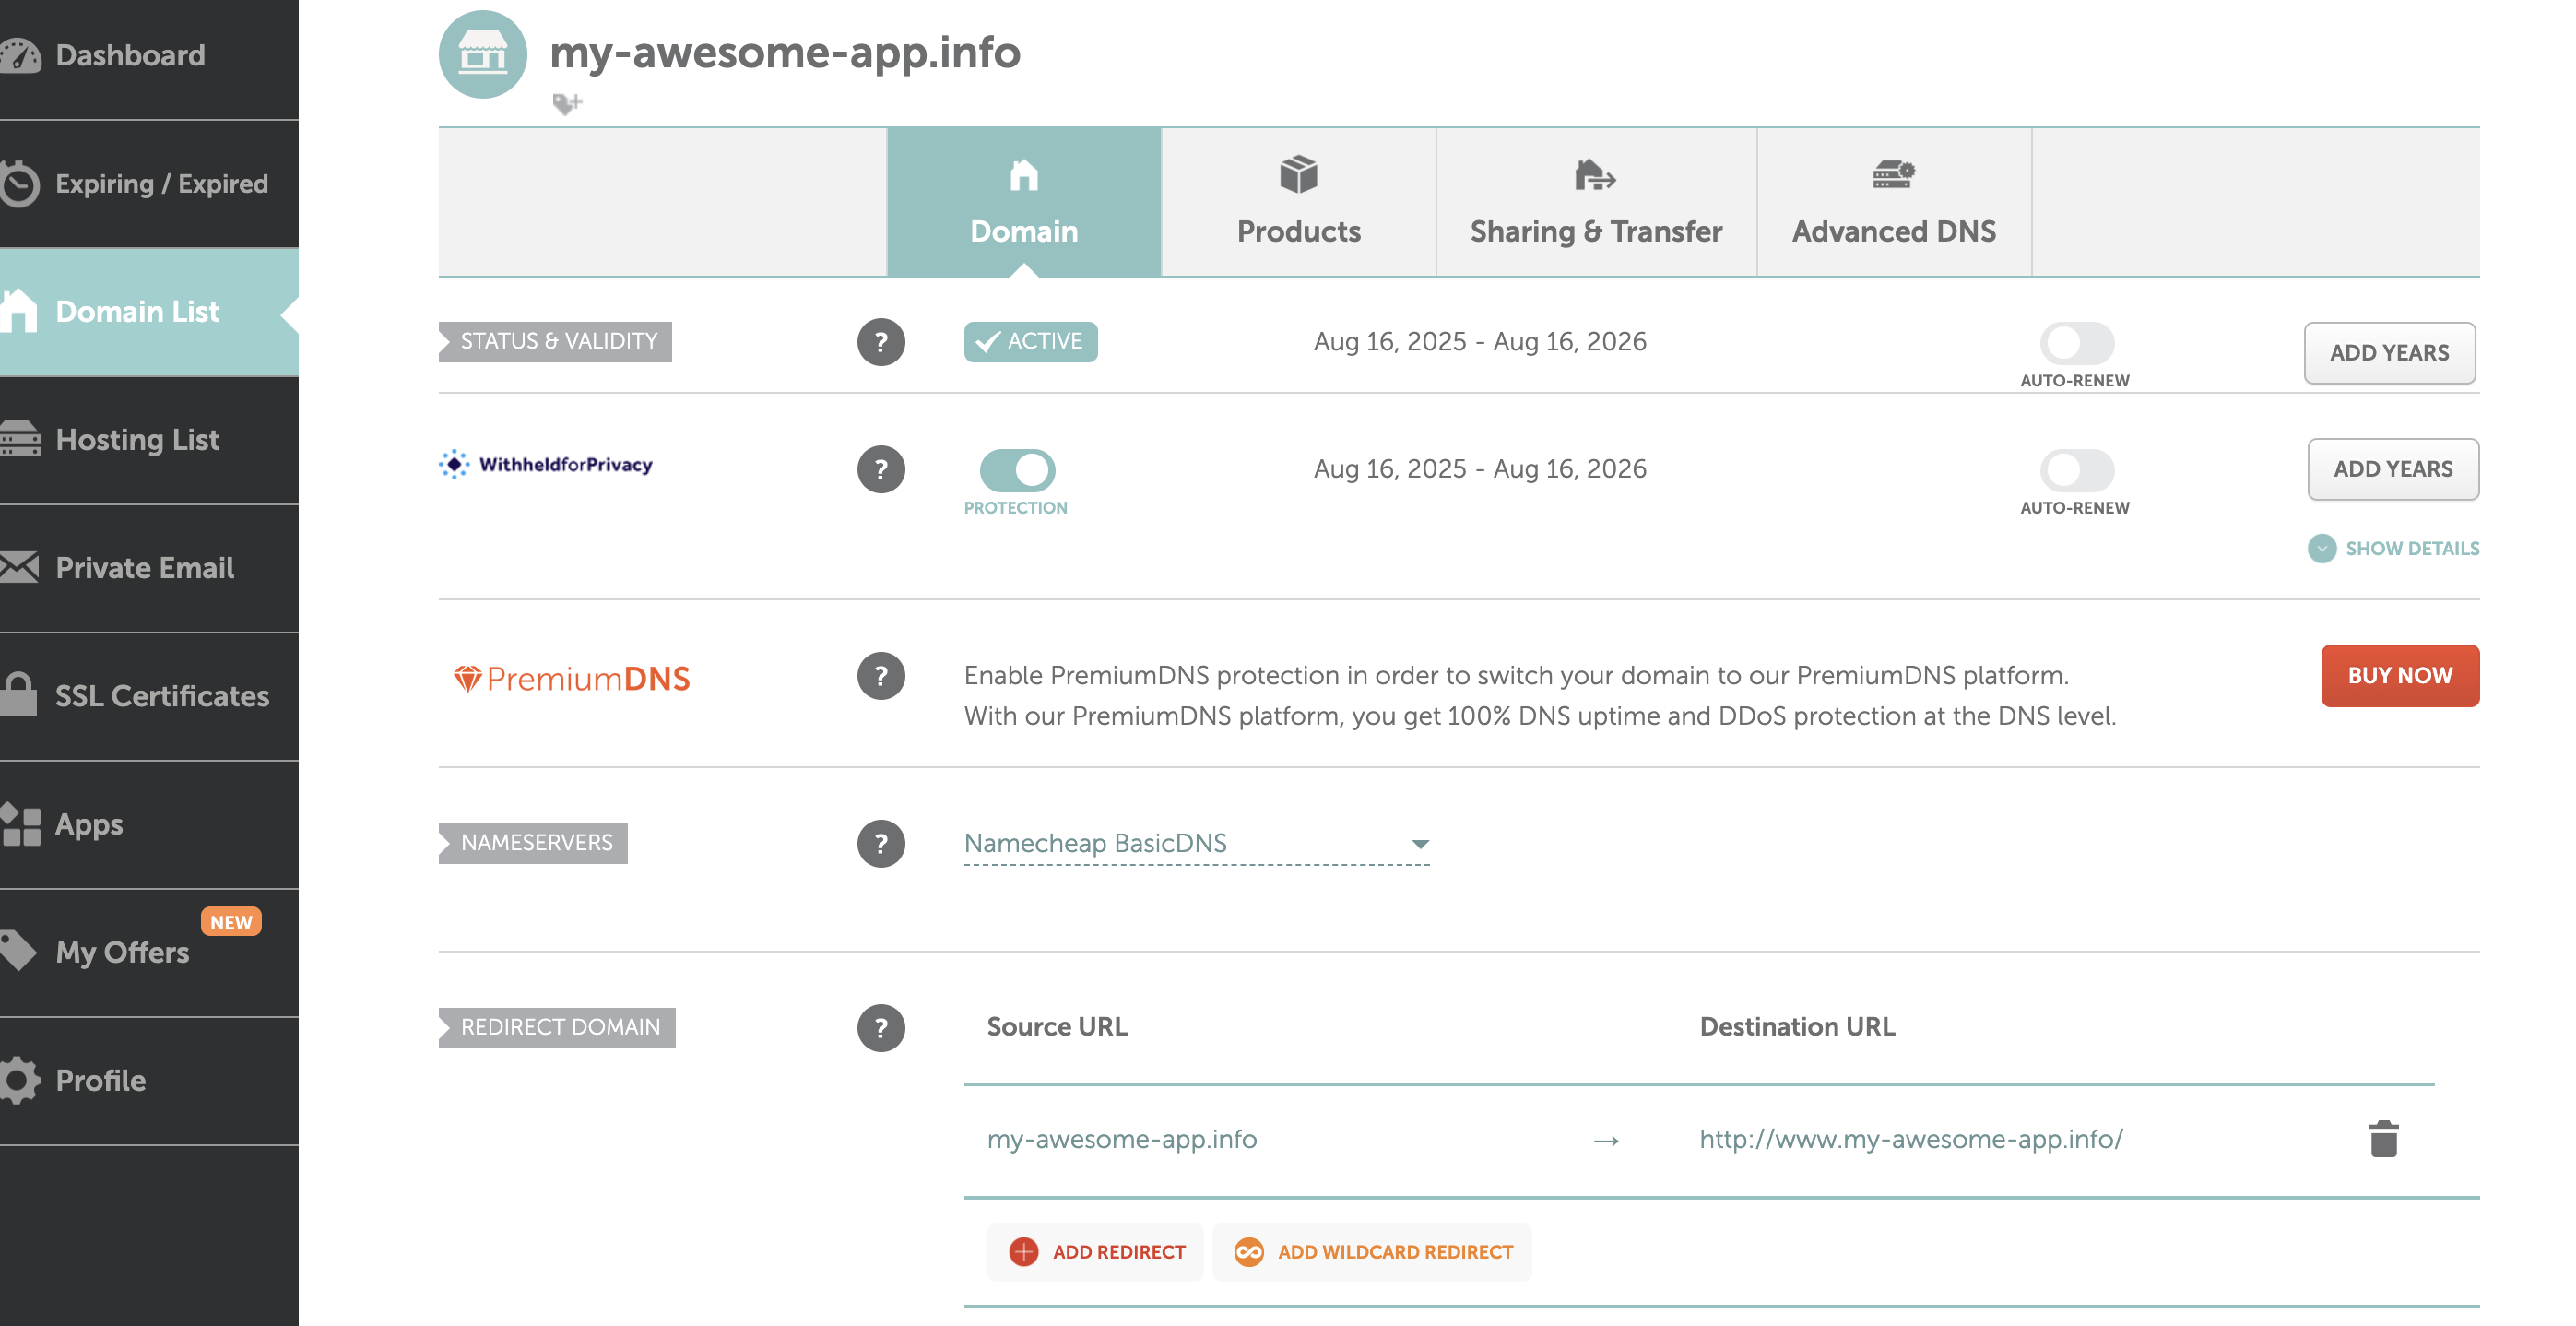 Dashboard
Expiring / Expired
Domain List
Hosting List
Private Email
SSL Certificates
Apps
NEW
My Offers
Profile
my-awesome-app.info
Domain
Products
Sharing & Transfer
Advanced DNS
STATUS & VALIDITY
?
ACTIVE
Aug 16, 2025 - Aug 16, 2026
AUTO-RENEW
ADD YEARS
WithheldforPrivacy
?
PROTECTION
Aug 16, 2025 - Aug 16, 2026
AUTO-RENEW
ADD YEARS
SHOW DETAILS
PremiumDNS
?
Enable PremiumDNS protection in order to switch your domain to our PremiumDNS platform.
With our PremiumDNS platform, you get 100% DNS uptime and DDoS protection at the DNS level.
BUY NOW
NAMESERVERS
?
Namecheap BasicDNS
REDIRECT DOMAIN
?
Source URL
Destination URL
my-awesome-app.info
→
http://www.my-awesome-app.info/
ADD REDIRECT
ADD WILDCARD REDIRECT